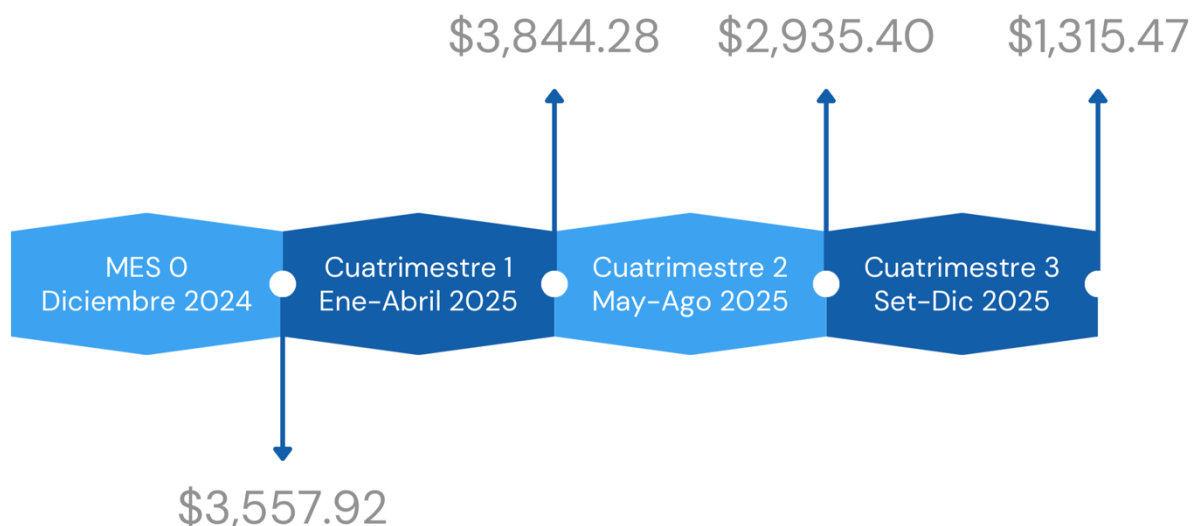 $3,844.28
$2,935.40
$1,315.47
MES 0
Diciembre 2024
Cuatrimestre 1
Ene-Abril 2025
Cuatrimestre 2
May-Ago 2025
Cuatrimestre 3
Set-Dic 2025
$3,557.92